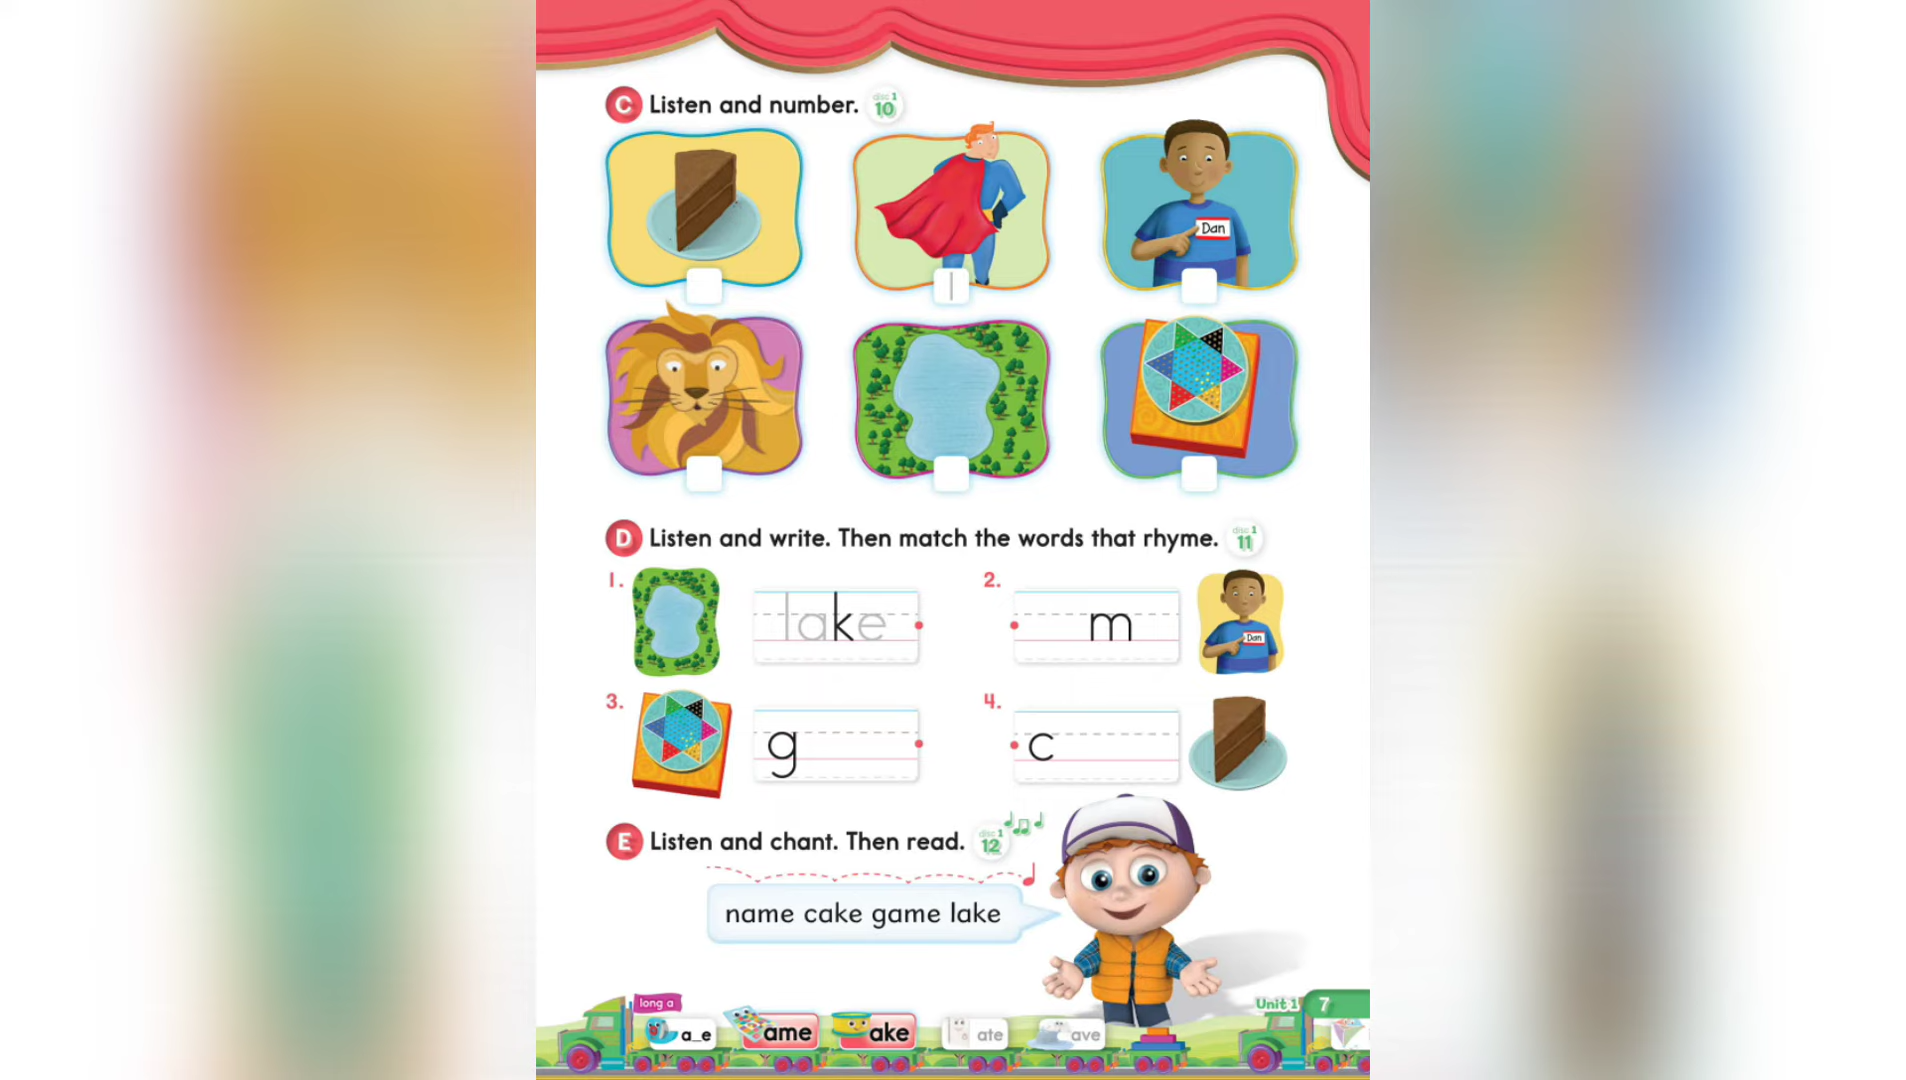 C Listen and number. disc 1 10
Dan
1
D Listen and write. Then match the words that rhyme. disc 1 11
1. lake
2. m
Dan
3. g
4. c
E Listen and chant. Then read. disc 1 12
name cake game lake
long a
a_e
ame
ake
ate
ave
Unit 1 7